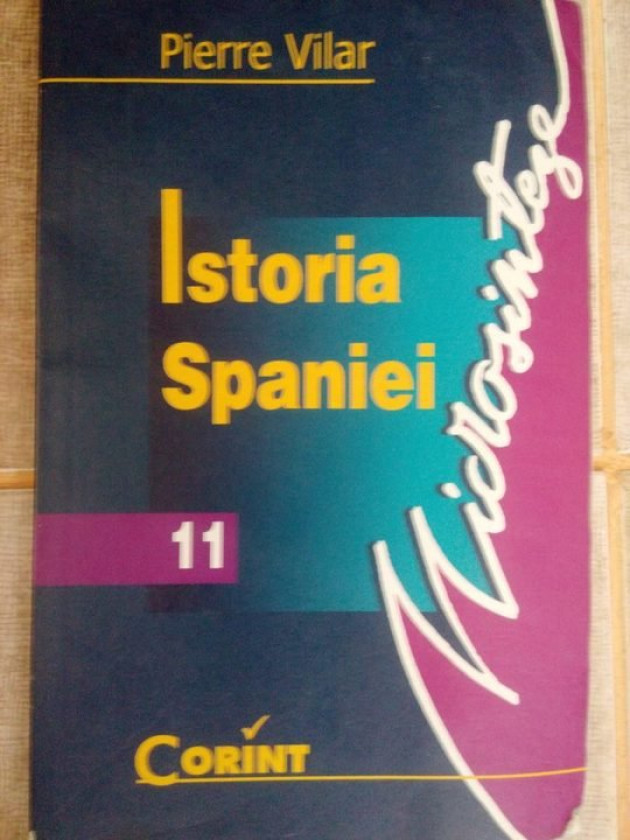 Pierre Vilar
Istoria
Spaniei
Microsinteze
11
CORINT